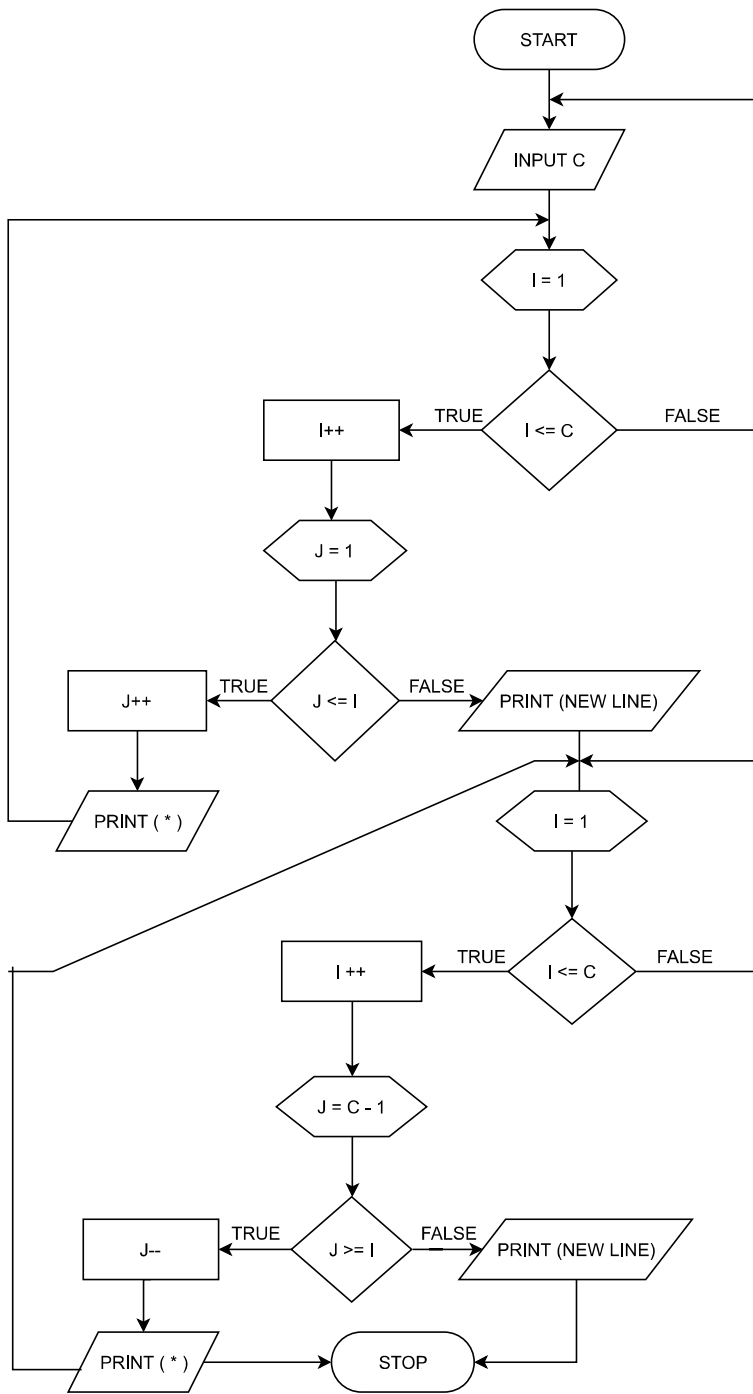 START
INPUT C
I = 1
I <= C
TRUE
FALSE
I++
J = 1
J <= I
TRUE
FALSE
J++
PRINT (NEW LINE)
PRINT ( * )
I = 1
I <= C
TRUE
FALSE
I ++
J = C - 1
J >= I
TRUE
FALSE
J--
PRINT (NEW LINE)
PRINT ( * )
STOP